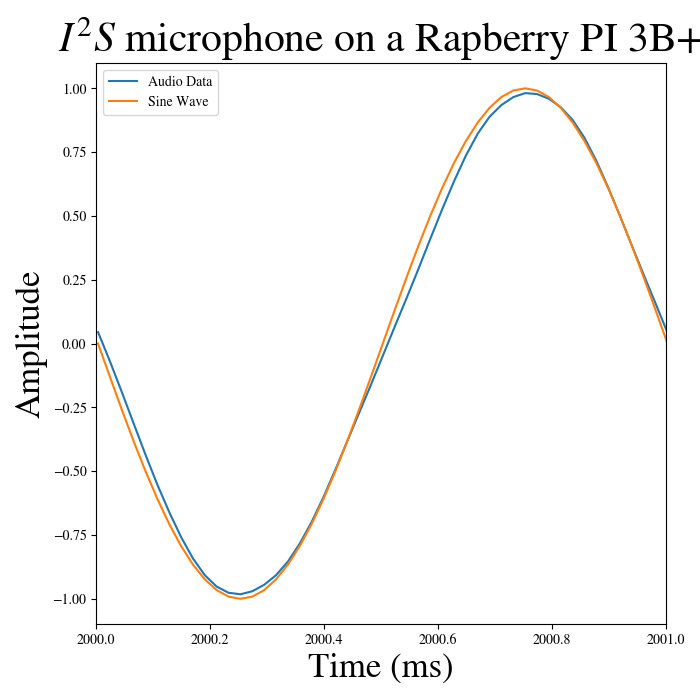 I²S microphone on a Rapberry PI 3B+
Audio Data
Sine Wave
1.00
0.75
0.50
0.25
0.00
−0.25
−0.50
−0.75
−1.00
Amplitude
2000.0 2000.2 2000.4 2000.6 2000.8 2001.0
Time (ms)